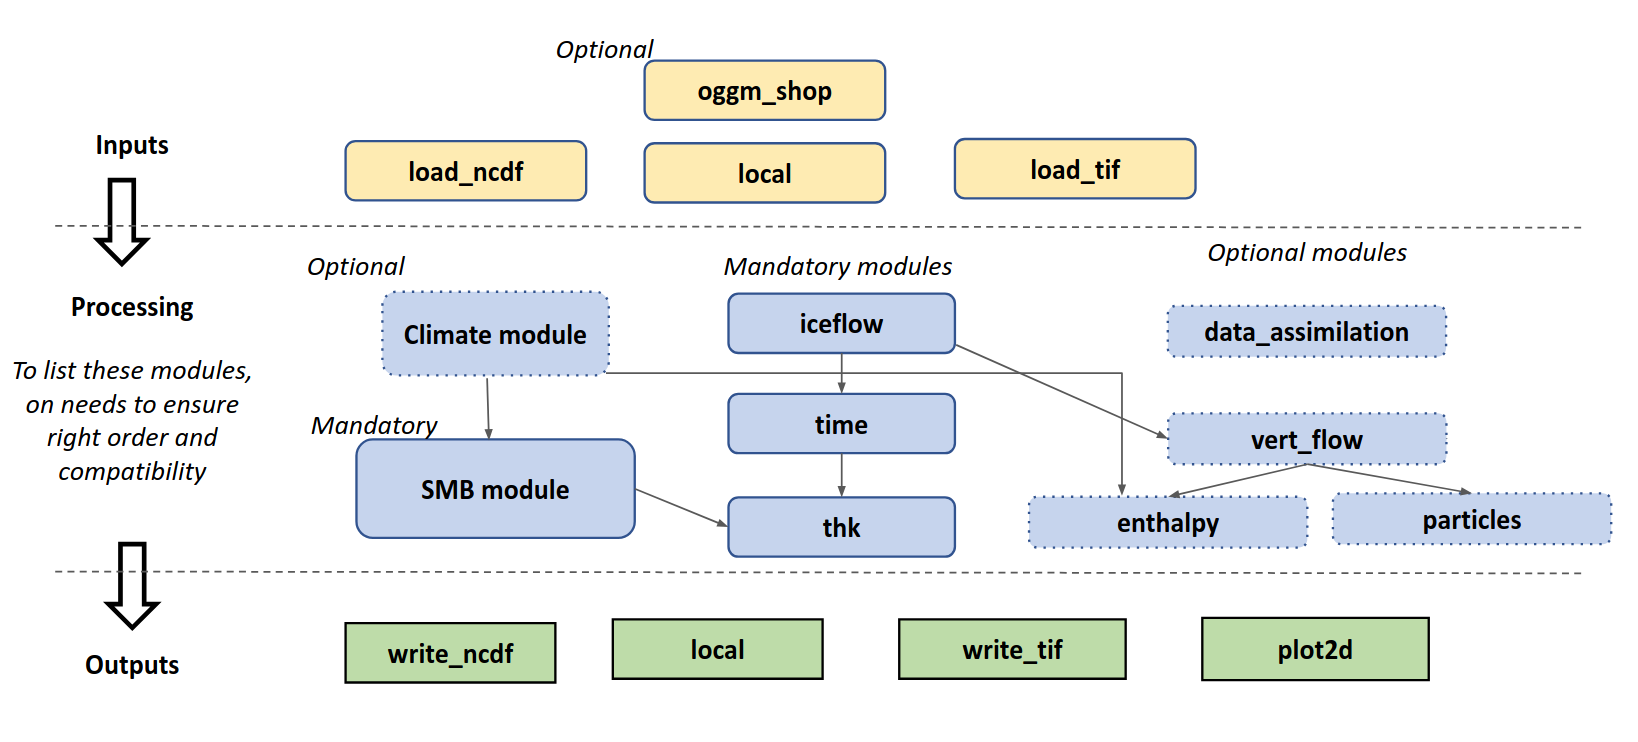 Optional
oggm_shop
Inputs
load_ncdf
local
load_tif
Optional
Mandatory modules
Optional modules
Processing
Climate module
iceflow
data_assimilation
To list these modules,
on needs to ensure
right order and
compatibility
Mandatory
time
vert_flow
SMB module
thk
enthalpy
particles
Outputs
write_ncdf
local
write_tif
plot2d